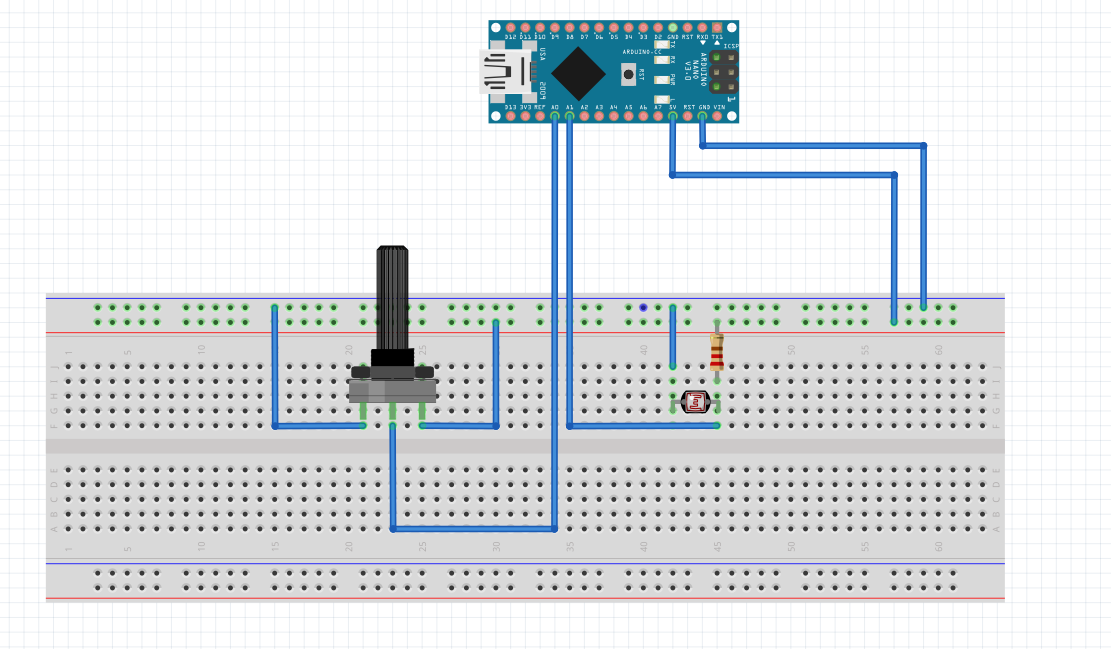 D12 D11 D10 D9 D8 D7 D6 D5 D4 D3 D2 GND RST RX0 TX1
USA
2009
ARDUINO.CC
RST
TX
RX
PWR
L
ARDUINO
NANO
V3.0
ICSP
1
D13 3V3 REF A0 A1 A2 A3 A4 A5 A6 A7 5V RST GND VIN
1 5 10 15 20 25 30 35 40 45 50 55 60
J J
I I
H H
G G
F F
E E
D D
C C
B B
A A
1 5 10 15 20 25 30 35 40 45 50 55 60